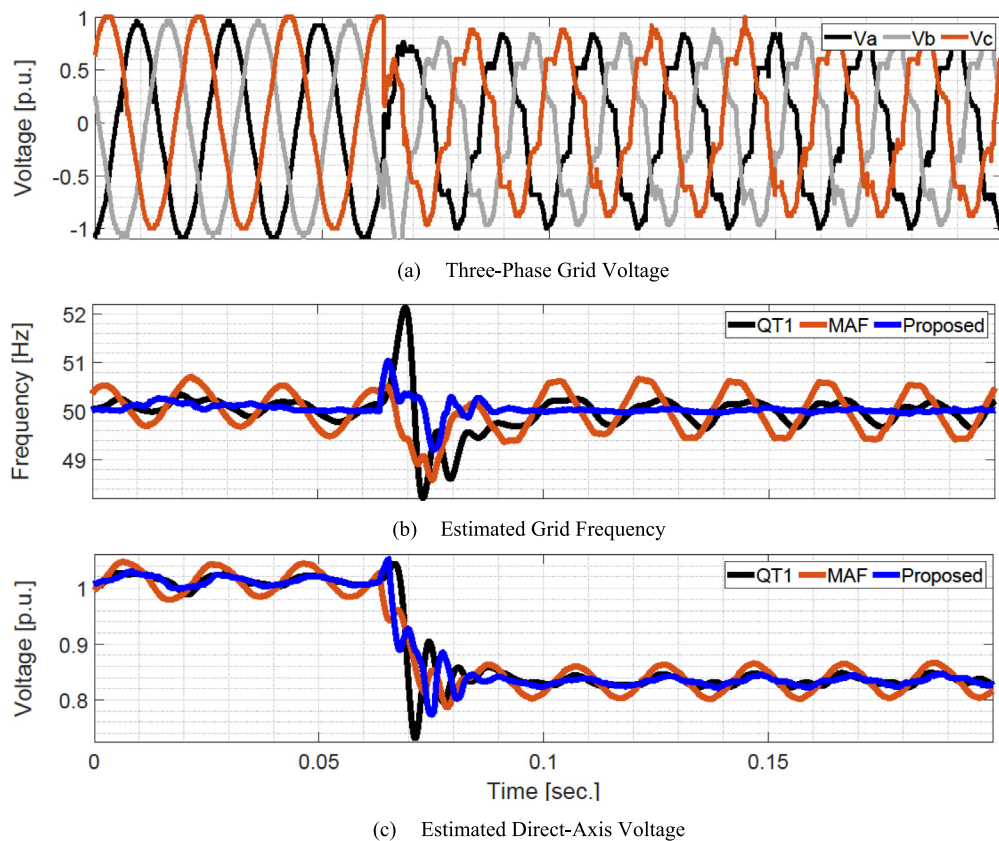 1
0.5
0
-0.5
-1
Voltage [p.u.]
Va Vb Vc
(a) Three-Phase Grid Voltage
52
51
50
49
Frequency [Hz]
QT1 MAF Proposed
(b) Estimated Grid Frequency
1
0.9
0.8
Voltage [p.u.]
QT1 MAF Proposed
0 0.05 0.1 0.15
Time [sec.]
(c) Estimated Direct-Axis Voltage